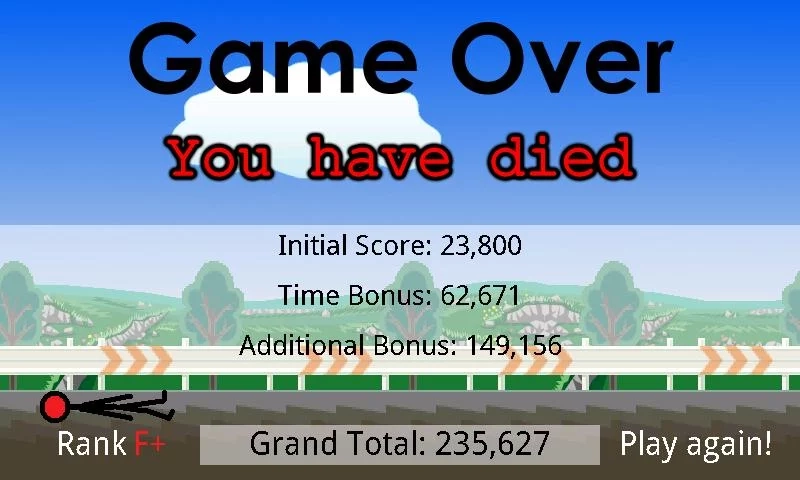 Game Over
You have died
Initial Score: 23,800
Time Bonus: 62,671
Additional Bonus: 149,156
Rank F+
Grand Total: 235,627
Play again!